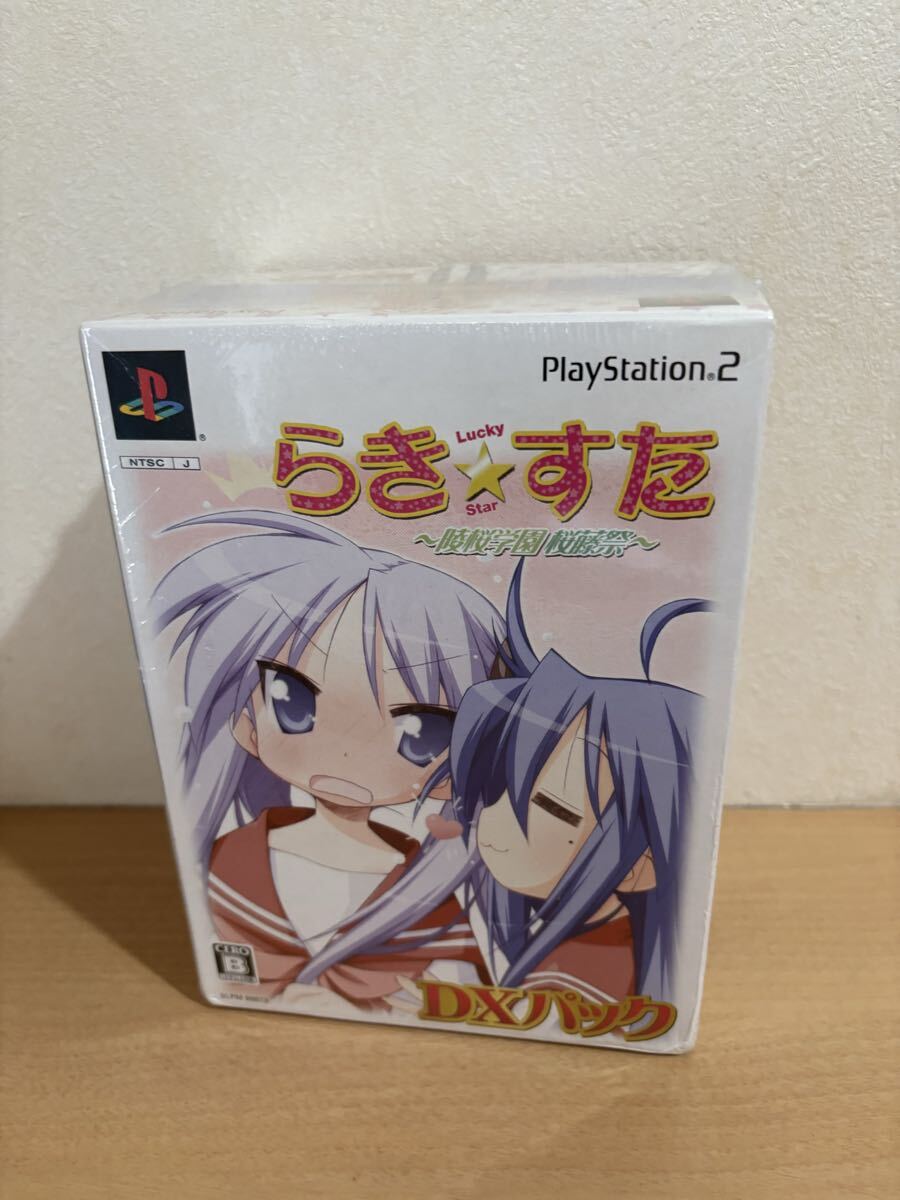 PlayStation®2
®
NTSC J
Lucky
らき☆すた
Star
～陵桜学園 桜藤祭～
CERO
B
DXパック